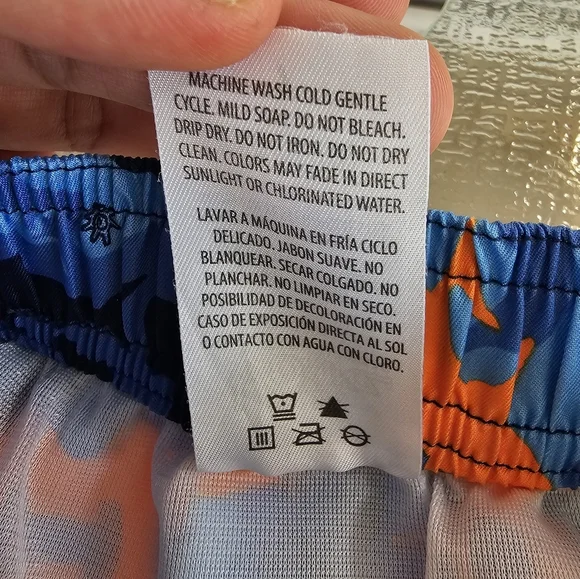 MACHINE WASH COLD GENTLE
CYCLE. MILD SOAP. DO NOT BLEACH.
DRIP DRY. DO NOT IRON. DO NOT DRY
CLEAN. COLORS MAY FADE IN DIRECT
SUNLIGHT OR CHLORINATED WATER.
LAVAR A MÁQUINA EN FRÍA CICLO
DELICADO. JABON SUAVE. NO
BLANQUEAR. SECAR COLGADO. NO
PLANCHAR. NO LIMPIAR EN SECO.
POSIBILIDAD DE DECOLORACIÓN EN
CASO DE EXPOSICIÓN DIRECTA AL SOL
O CONTACTO CON AGUA CON CLORO.